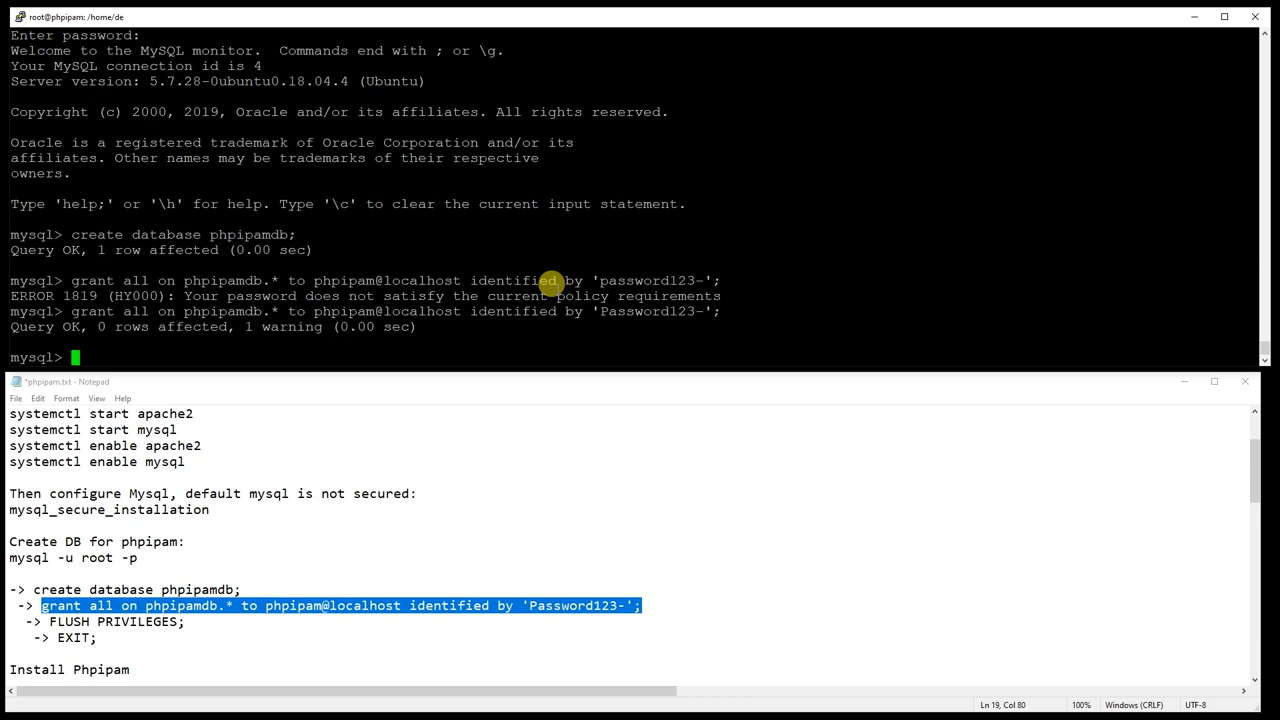 root@phpipam: /home/de
Enter password:
Welcome to the MySQL monitor.  Commands end with ; or \g.
Your MySQL connection id is 4
Server version: 5.7.28-0ubuntu0.18.04.4 (Ubuntu)
Copyright (c) 2000, 2019, Oracle and/or its affiliates. All rights reserved.
Oracle is a registered trademark of Oracle Corporation and/or its
affiliates. Other names may be trademarks of their respective
owners.
Type 'help;' or '\h' for help. Type '\c' to clear the current input statement.
mysql> create database phpipamdb;
Query OK, 1 row affected (0.00 sec)
mysql> grant all on phpipamdb.* to phpipam@localhost identified by 'password123-';
ERROR 1819 (HY000): Your password does not satisfy the current policy requirements
mysql> grant all on phpipamdb.* to phpipam@localhost identified by 'Password123-';
Query OK, 0 rows affected, 1 warning (0.00 sec)
mysql>
*phpipam.txt - Notepad
File Edit Format View Help
systemctl start apache2
systemctl start mysql
systemctl enable apache2
systemctl enable mysql
Then configure Mysql, default mysql is not secured:
mysql_secure_installation
Create DB for phpipam:
mysql -u root -p
-> create database phpipamdb;
-> grant all on phpipamdb.* to phpipam@localhost identified by 'Password123-';
-> FLUSH PRIVILEGES;
-> EXIT;
Install Phpipam
Ln 19, Col 80 100% Windows (CRLF) UTF-8